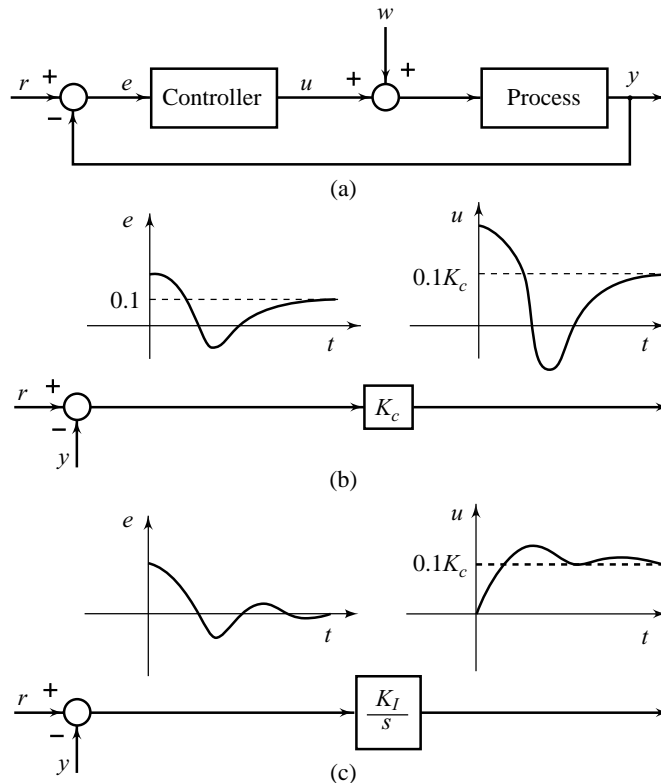 w
r + e Controller u + + Process y
−
(a)
e u
0.1 0.1K_c
t t
r + K_c
−
y
(b)
e u
0.1K_c
t t
r + K_I/s
−
y
(c)